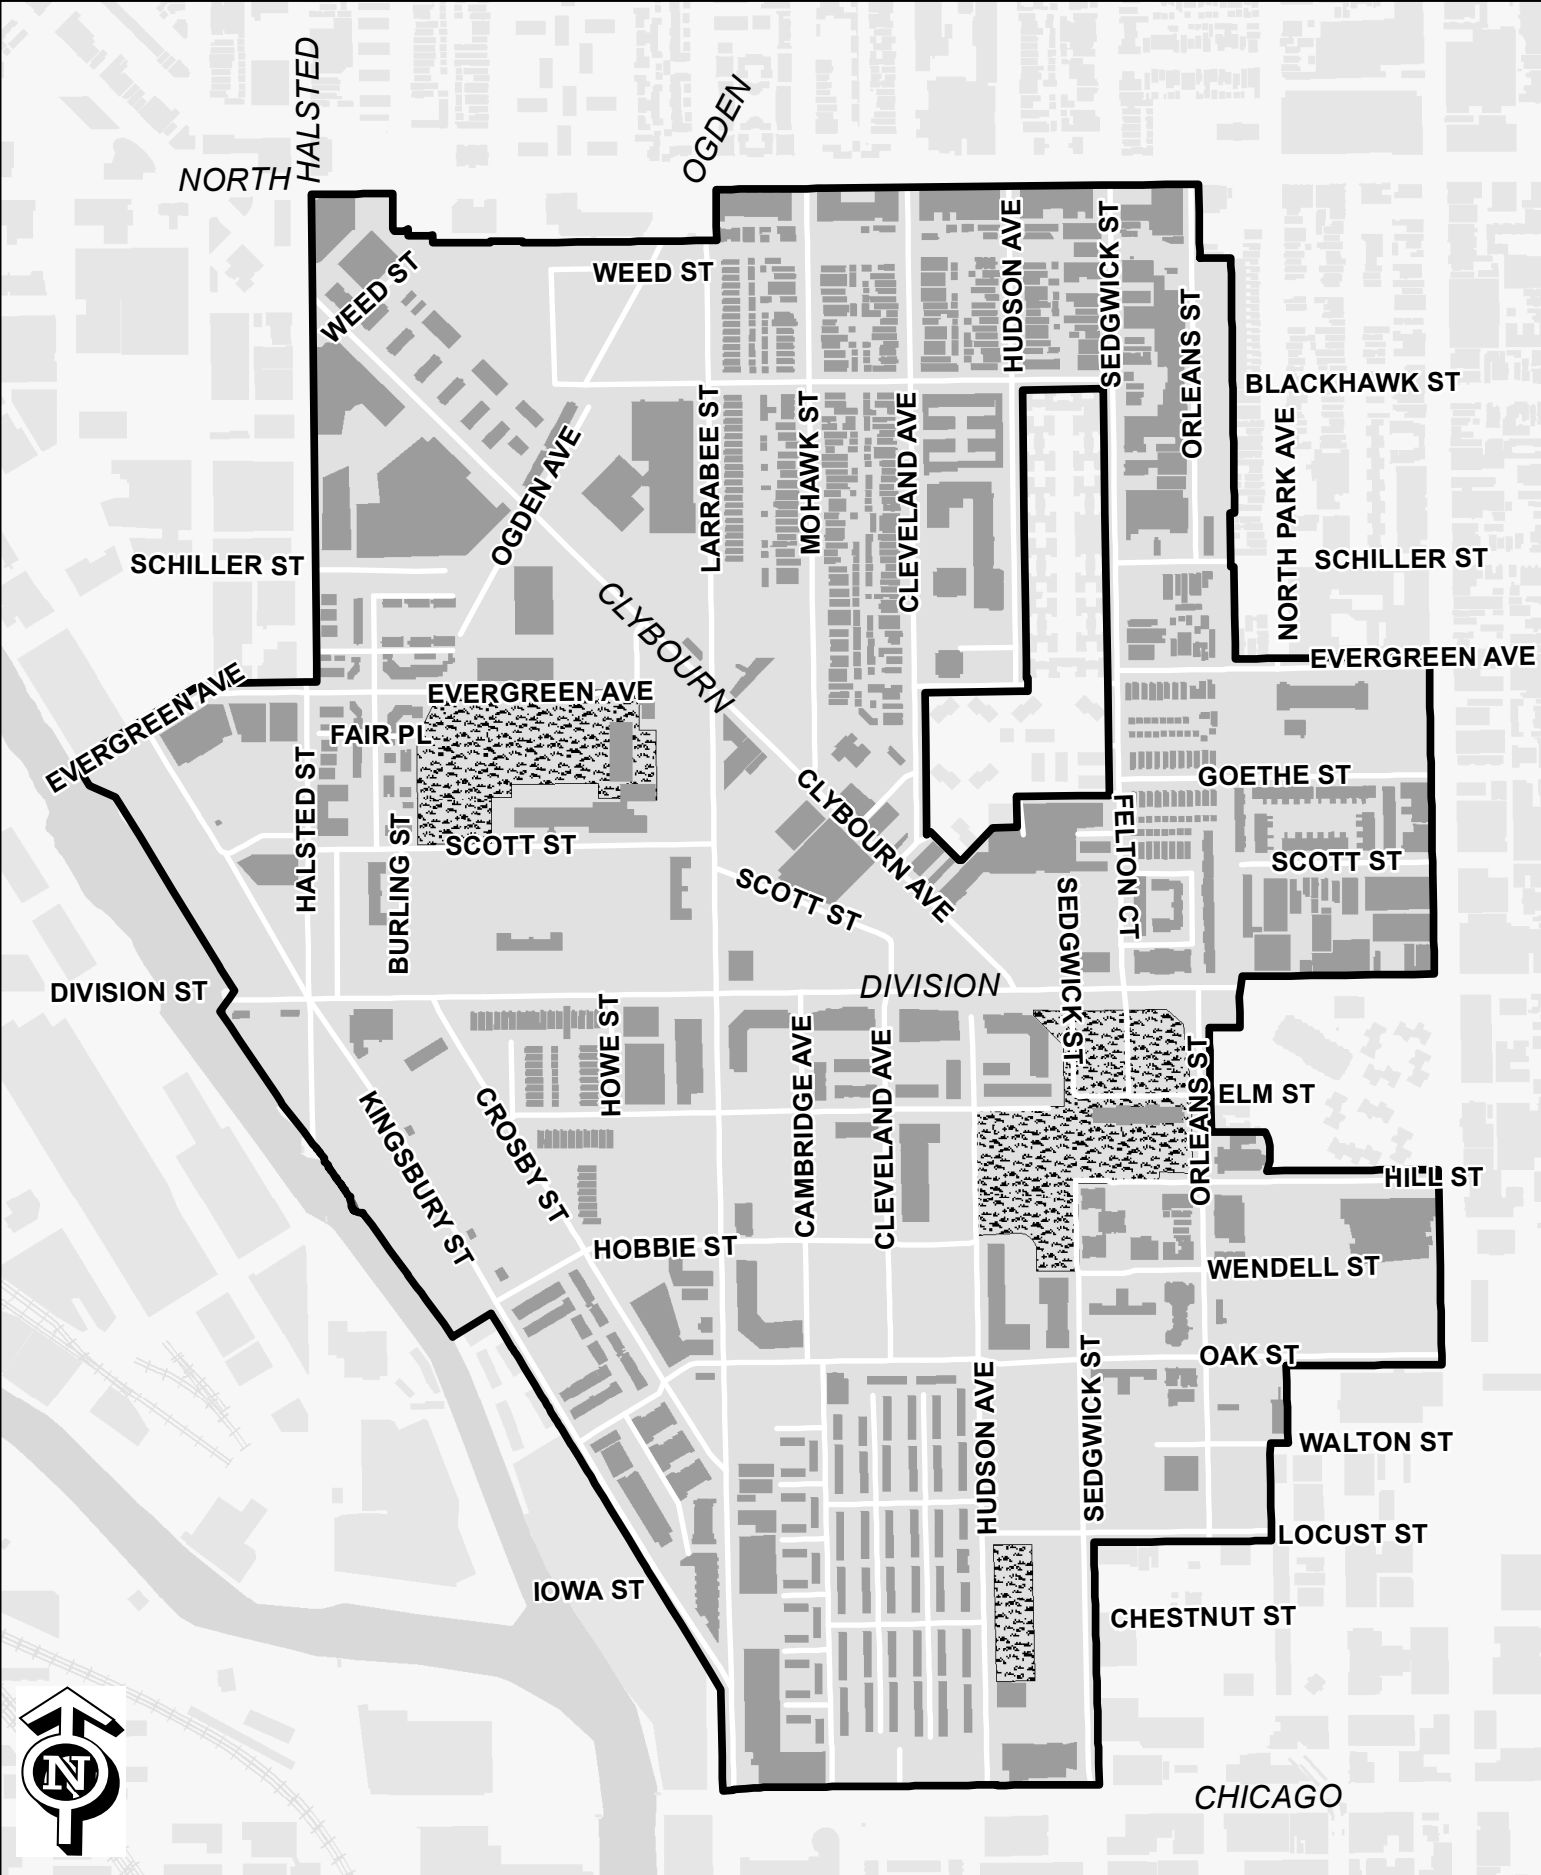 HALSTED
NORTH
OGDEN
WEED ST
WEED ST
HUDSON AVE
SEDGWICK ST
ORLEANS ST
BLACKHAWK ST
LARRABEE ST
MOHAWK ST
CLEVELAND AVE
NORTH PARK AVE
OGDEN AVE
SCHILLER ST
SCHILLER ST
CLYBOURN
EVERGREEN AVE
EVERGREEN AVE
EVERGREEN AVE
FAIR PL
HALSTED ST
GOETHE ST
CLYBOURN AVE
FELTON CT
BURLING ST
SCOTT ST
SCOTT ST
SCOTT ST
SEDGWICK ST
DIVISION ST
DIVISION
HOWE ST
CAMBRIDGE AVE
CLEVELAND AVE
ORLEANS ST
ELM ST
KINGSBURY ST
CROSBY ST
HILL ST
HOBBIE ST
WENDELL ST
OAK ST
HUDSON AVE
SEDGWICK ST
WALTON ST
LOCUST ST
IOWA ST
CHESTNUT ST
N
CHICAGO